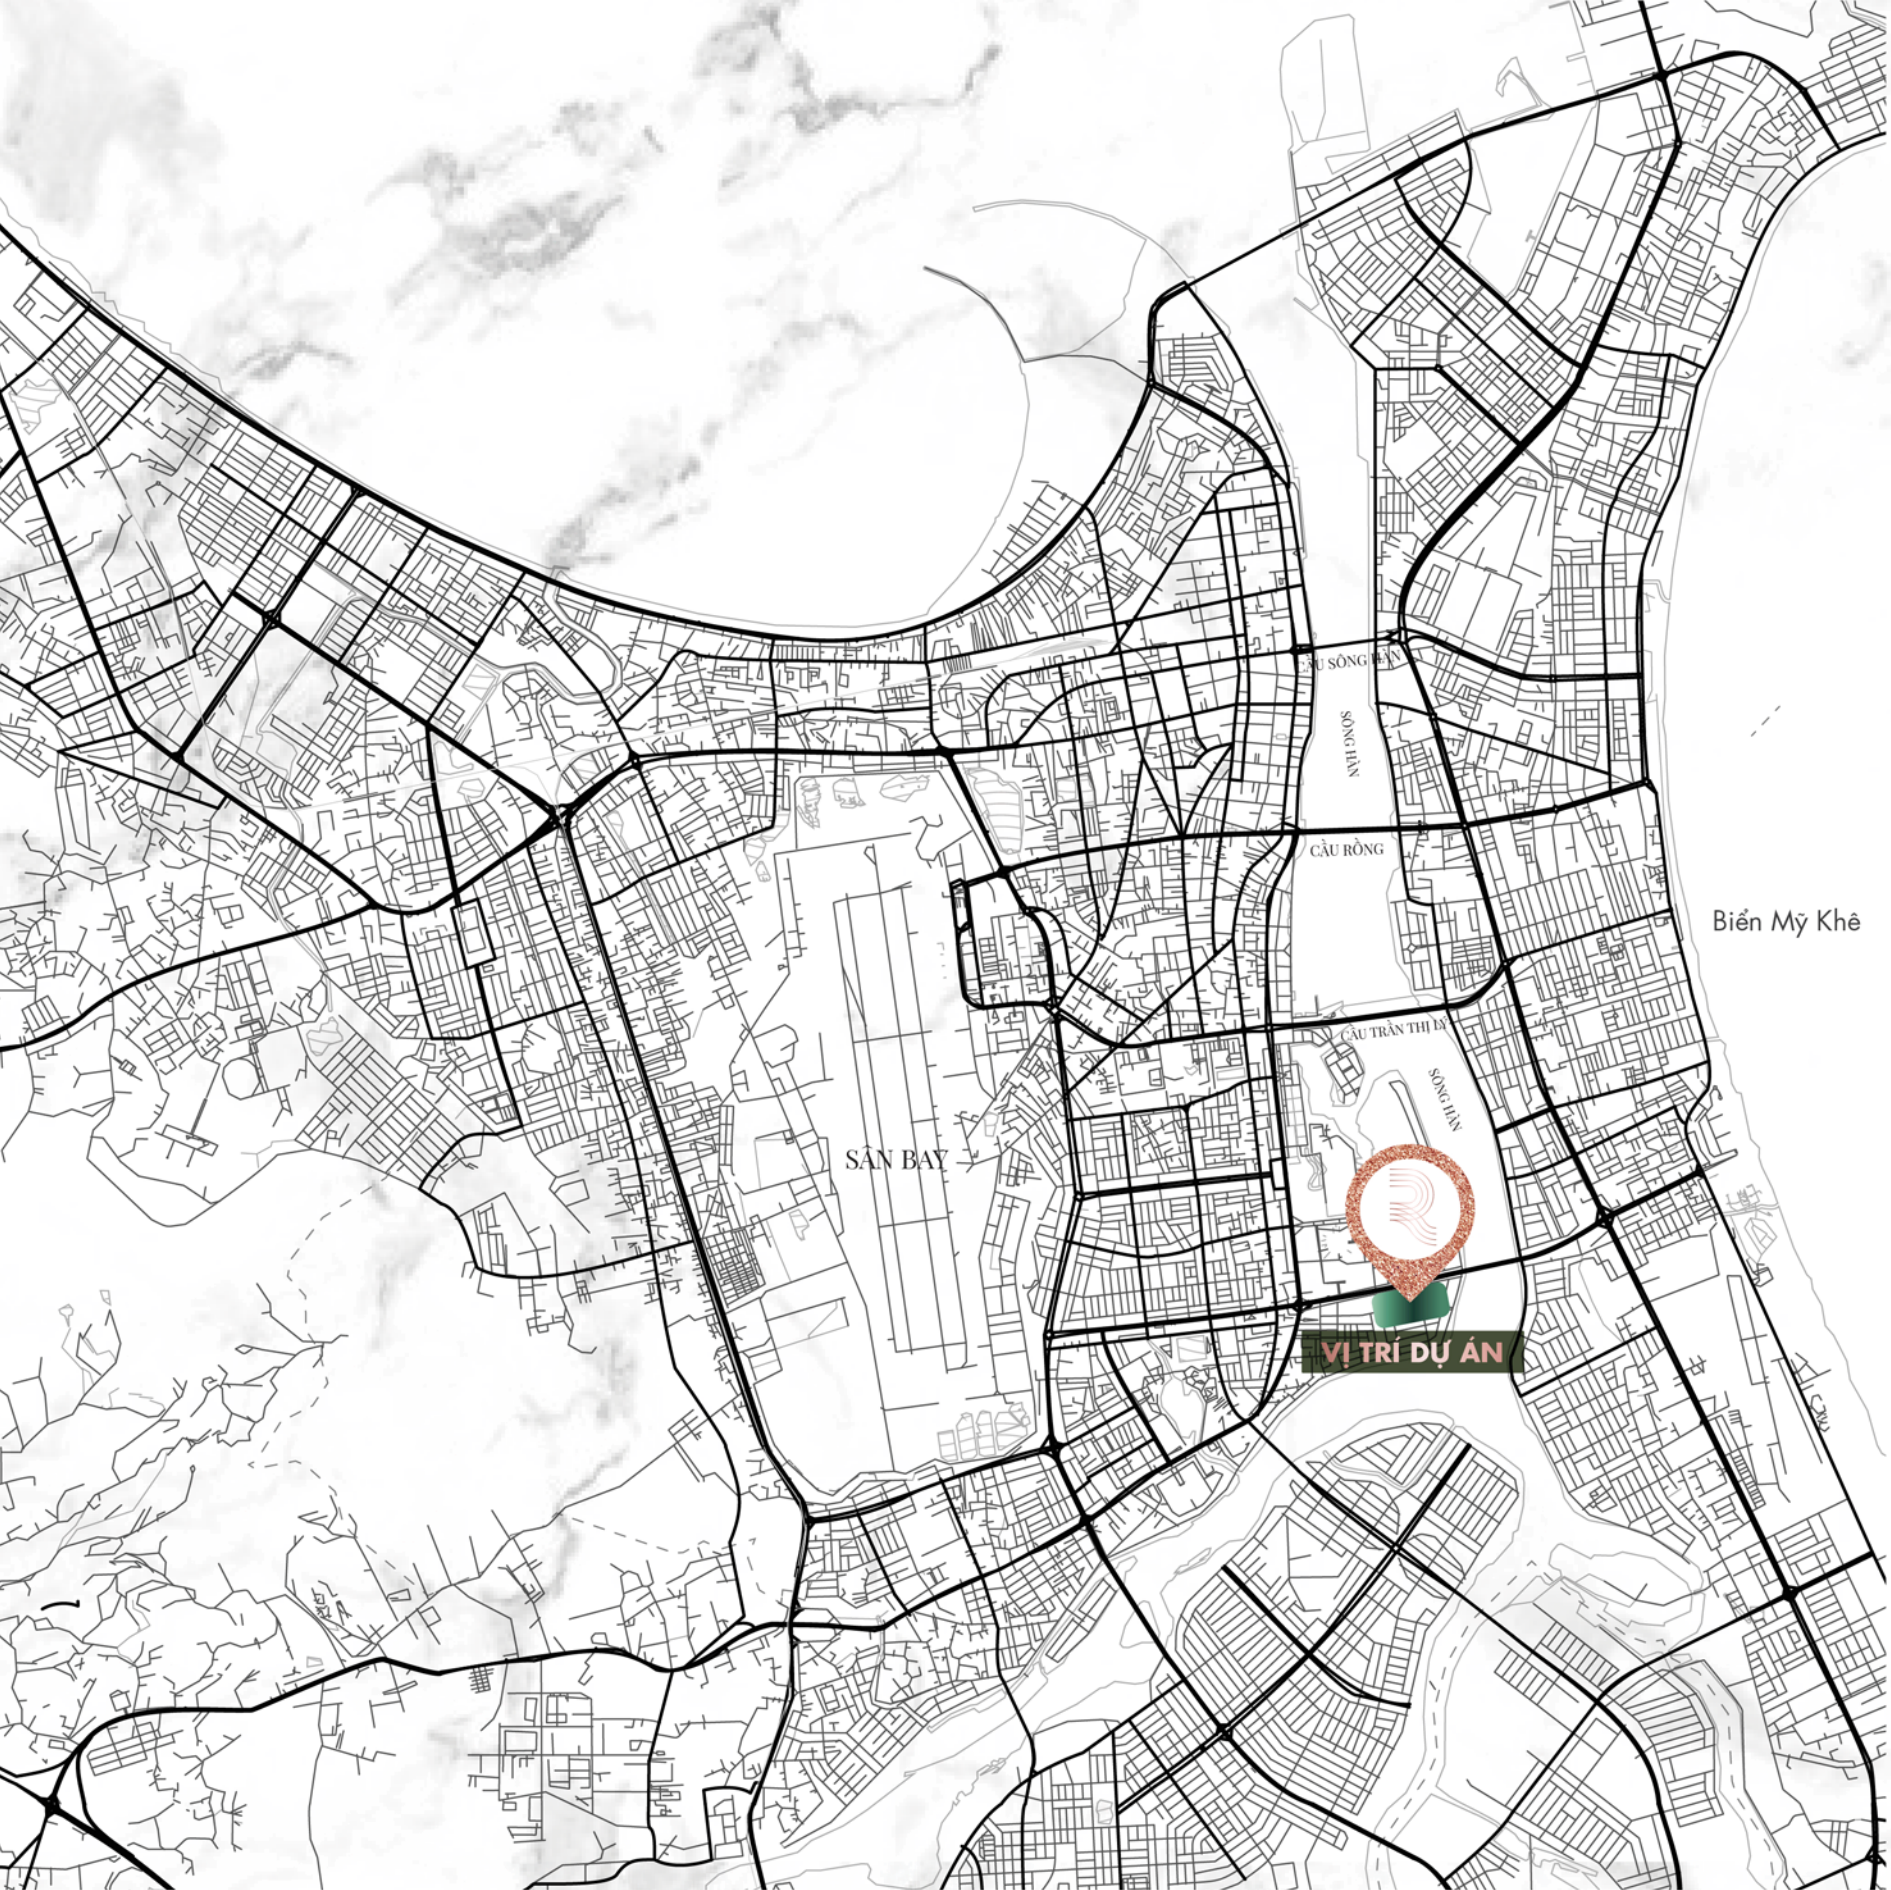 CẦU SÔNG HÀN
SÔNG HÀN
CẦU RỒNG
Biển Mỹ Khê
CẦU TRẦN THỊ LÝ
SÔNG HÀN
SÂN BAY
R
VỊ TRÍ DỰ ÁN